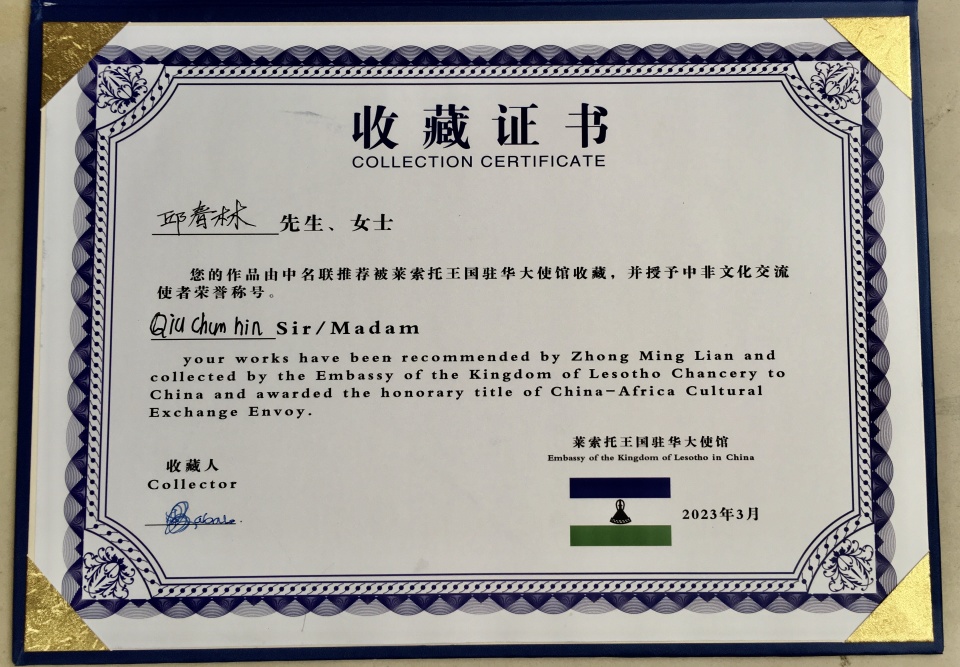 收藏证书
COLLECTION CERTIFICATE
邱春林 先生、女士
您的作品由中名联推荐被莱索托王国驻华大使馆收藏，并授予中非文化交流
使者荣誉称号。
Qiu chun hin Sir/Madam
your works have been recommended by Zhong Ming Lian and
collected by the Embassy of the Kingdom of Lesotho Chancery to
China and awarded the honorary title of China-Africa Cultural
Exchange Envoy.
莱索托王国驻华大使馆
Embassy of the Kingdom of Lesotho in China
收藏人
Collector
2023年3月